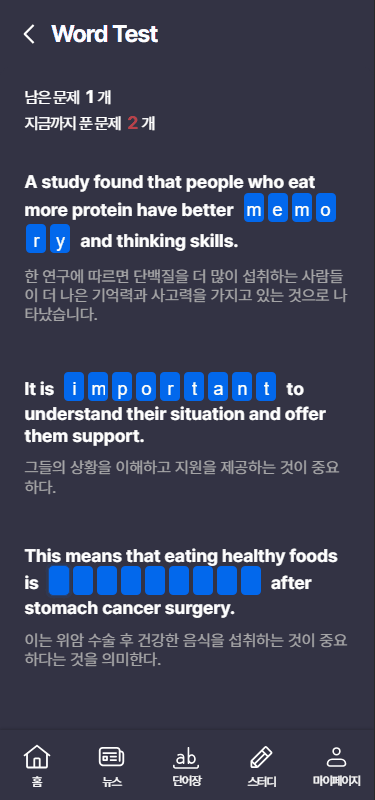 Word Test
남은 문제 1 개
지금까지 푼 문제 2 개
A study found that people who eat
more protein have better memo
ry and thinking skills.
한 연구에 따르면 단백질을 더 많이 섭취하는 사람들
이 더 나은 기억력과 사고력을 가지고 있는 것으로 나
타났습니다.
It is important to
understand their situation and offer
them support.
그들의 상황을 이해하고 지원을 제공하는 것이 중요
하다.
This means that eating healthy foods
is after
stomach cancer surgery.
이는 위암 수술 후 건강한 음식을 섭취하는 것이 중요
하다는 것을 의미한다.
ab
홈 뉴스 단어장 스터디 마이페이지